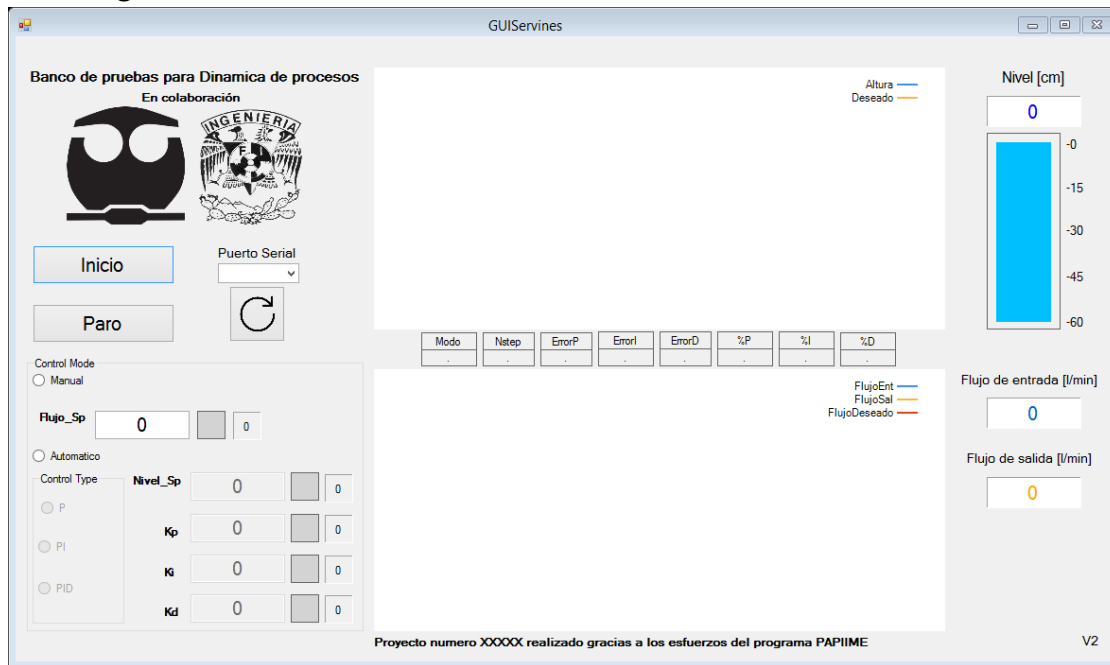 GUIServines
Banco de pruebas para Dinamica de procesos
En colaboración
INGENIERIA
Inicio
Puerto Serial
Paro
Control Mode
Manual
Flujo_Sp
0
0
Automatico
Control Type
P
PI
PID
Nivel_Sp
0
0
Kp
0
0
Ki
0
0
Kd
0
0
Altura
Deseado
Modo Nstep ErrorP ErrorI ErrorD %P %I %D
. . . . . . . .
FlujoEnt
FlujoSal
FlujoDeseado
Nivel [cm]
0
-0
-15
-30
-45
-60
Flujo de entrada [l/min]
0
Flujo de salida [l/min]
0
Proyecto numero XXXXX realizado gracias a los esfuerzos del programa PAPIIME
V2